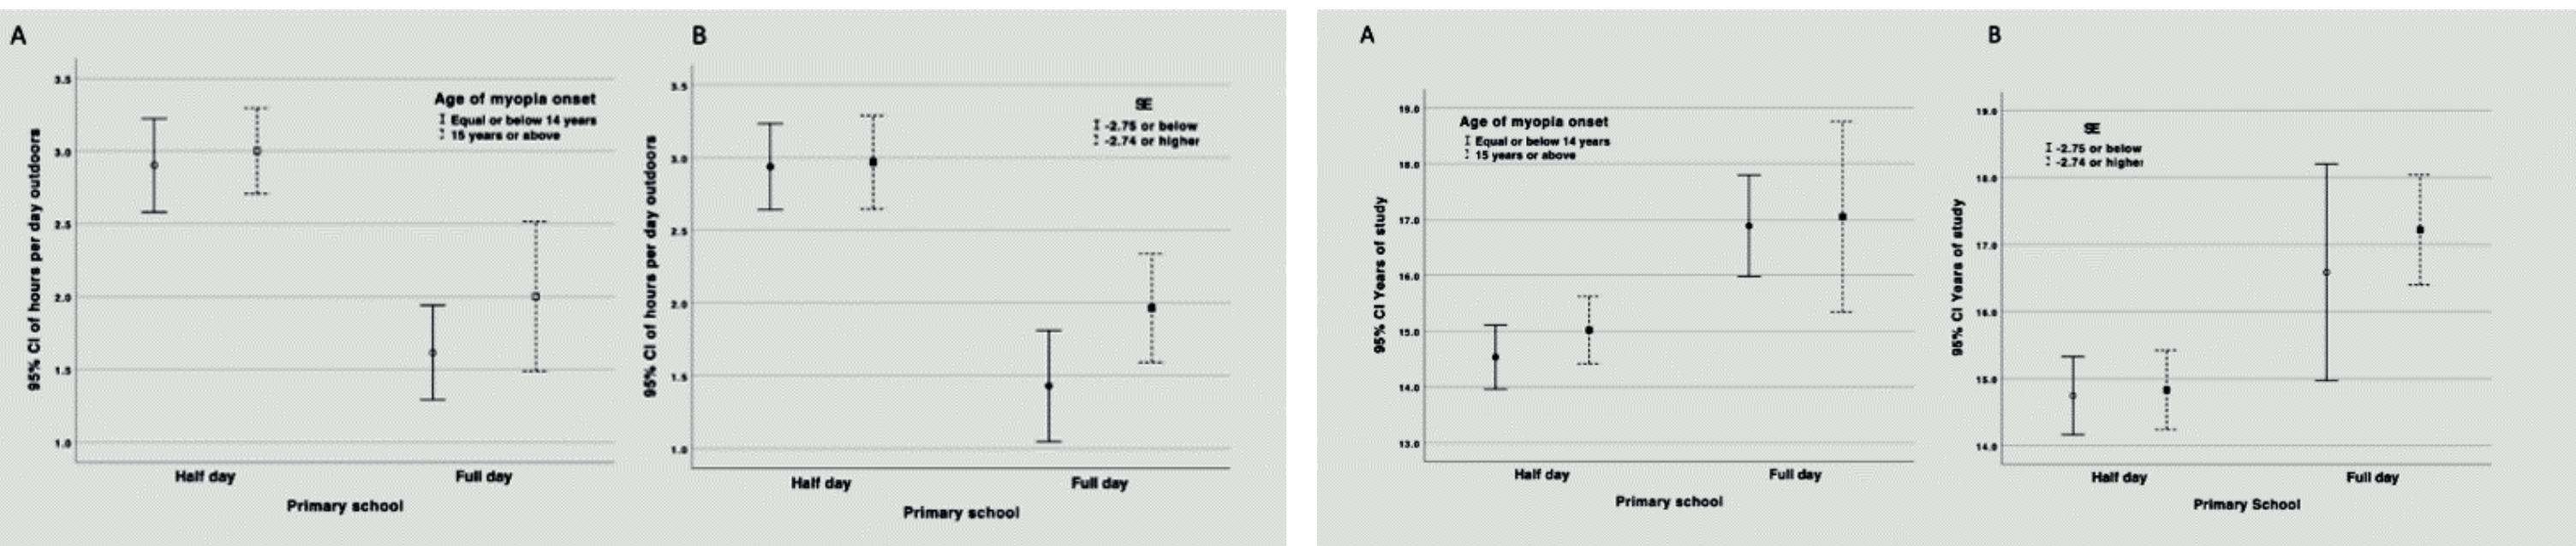 A
95% CI of hours per day outdoors
3.5
3.0
2.5
2.0
1.5
1.0
Age of myopia onset
Equal or below 14 years
15 years or above
Half day
Full day
Primary school
B
95% CI of hours per day outdoors
3.5
3.0
2.5
2.0
1.5
1.0
SE
-2.75 or below
-2.74 or higher
Half day
Full day
Primary school
A
95% CI Years of study
19.0
18.0
17.0
16.0
15.0
14.0
13.0
Age of myopia onset
Equal or below 14 years
15 years or above
Half day
Full day
Primary school
B
95% CI Years of study
19.0
18.0
17.0
16.0
15.0
14.0
SE
-2.75 or below
-2.74 or higher
Half day
Full day
Primary School